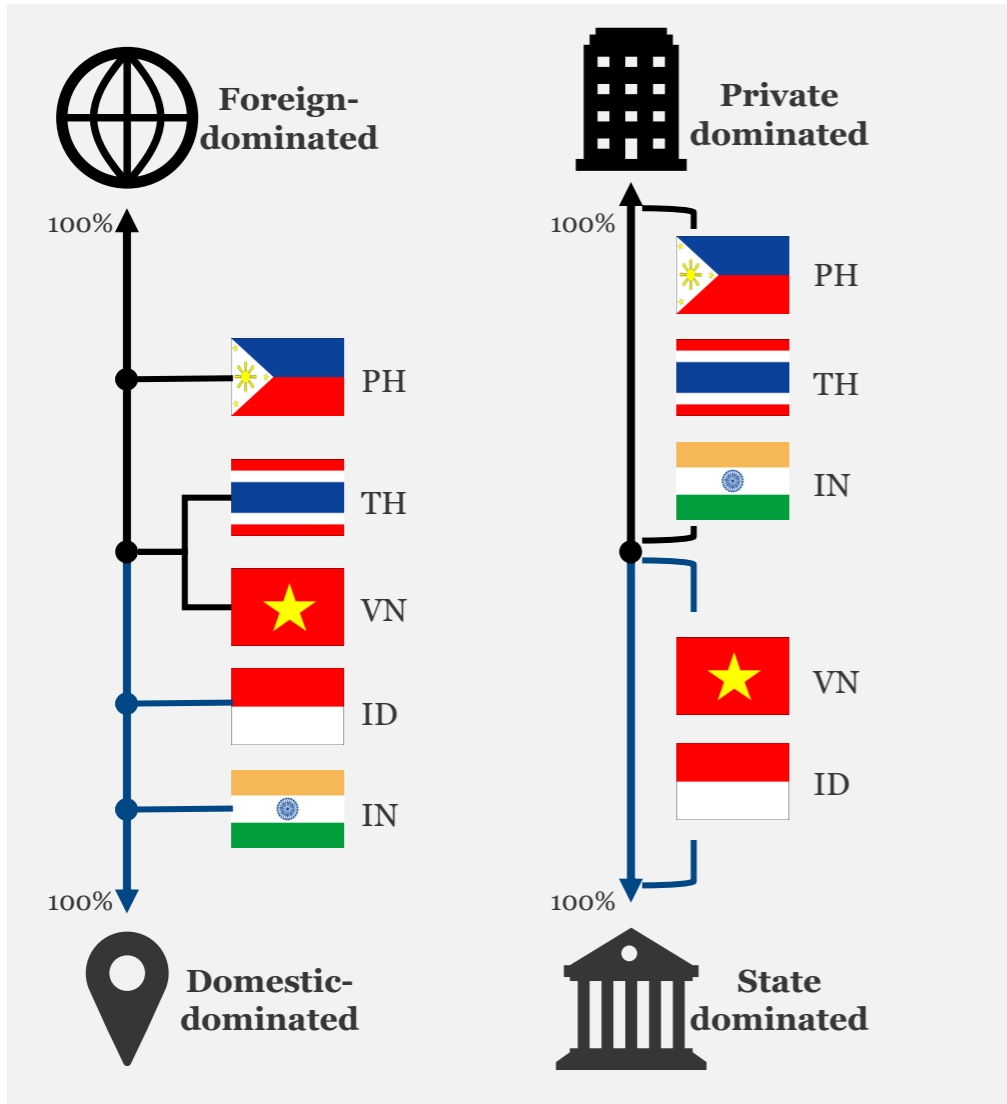 Foreign-
dominated
100%
PH
TH
VN
ID
IN
100%
Domestic-
dominated
Private
dominated
100%
PH
TH
IN
VN
ID
100%
State
dominated